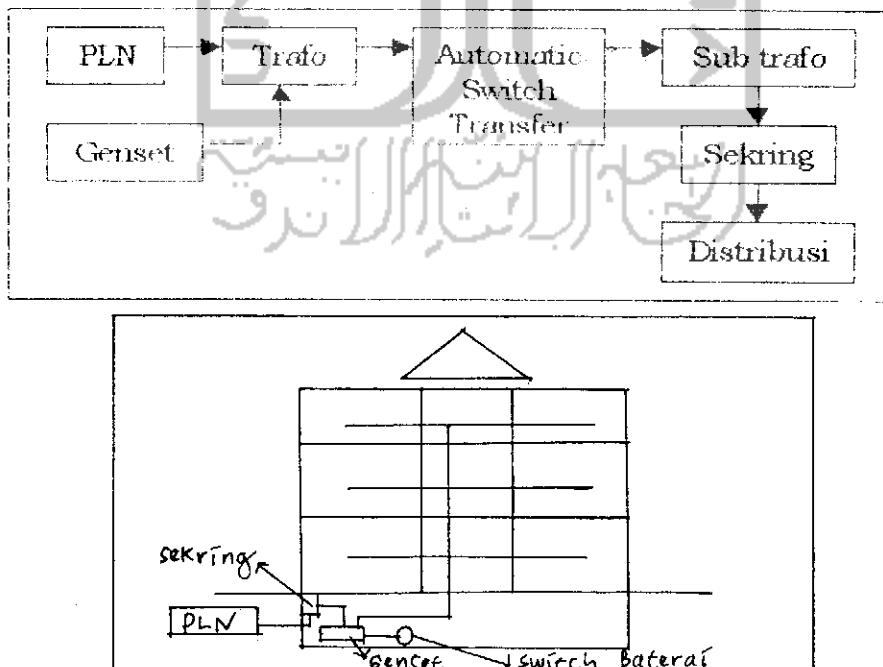 PLN
Trafo
Automatic
Switch
Transfer
Sub trafo
Genset
Sekring
Distribusi
sekring
PLN
Genset
switch Baterai